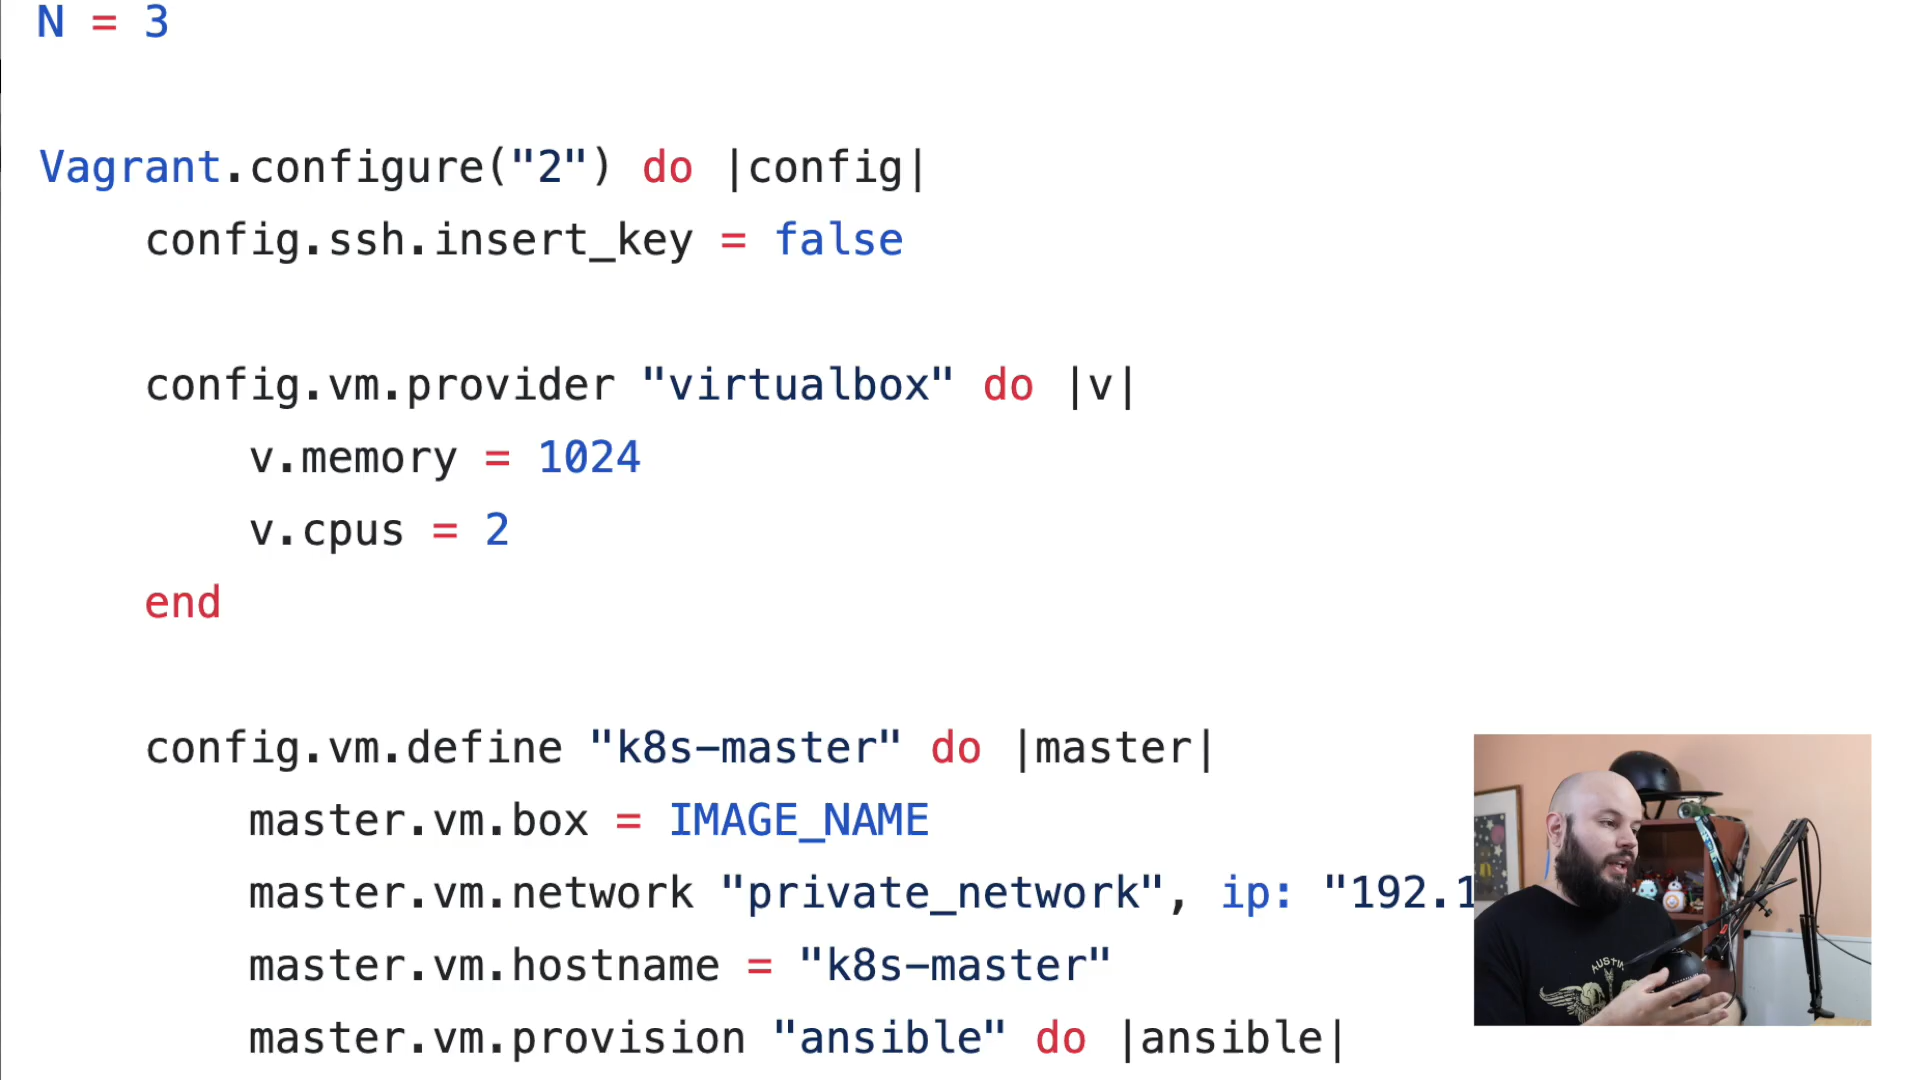 N = 3
Vagrant.configure("2") do |config|
config.ssh.insert_key = false
config.vm.provider "virtualbox" do |v|
v.memory = 1024
v.cpus = 2
end
config.vm.define "k8s-master" do |master|
master.vm.box = IMAGE_NAME
master.vm.network "private_network", ip: "192.1
master.vm.hostname = "k8s-master"
master.vm.provision "ansible" do |ansible|
AUSTIN